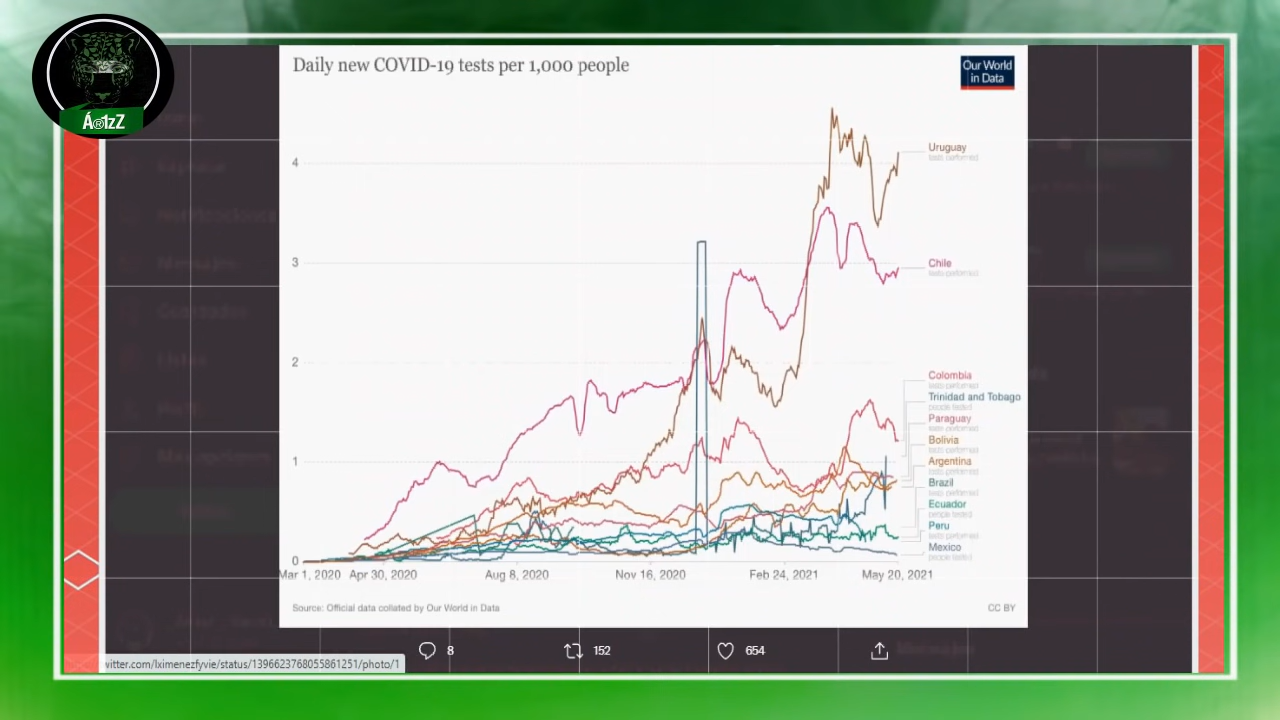 Á®1zZ
Daily new COVID-19 tests per 1,000 people
Our World
in Data
4
3
2
1
0
Uruguay
tests performed
Chile
tests performed
Colombia
tests performed
Trinidad and Tobago
people tested
Paraguay
tests performed
Bolivia
tests performed
Argentina
tests performed
Brazil
tests performed
Ecuador
people tested
Peru
tests performed
Mexico
people tested
Mar 1, 2020 Apr 30, 2020 Aug 8, 2020 Nov 16, 2020 Feb 24, 2021 May 20, 2021
Source: Official data collated by Our World in Data
CC BY
8 152 654
witter.com/lximenezfyvie/status/1396623768055861251/photo/1